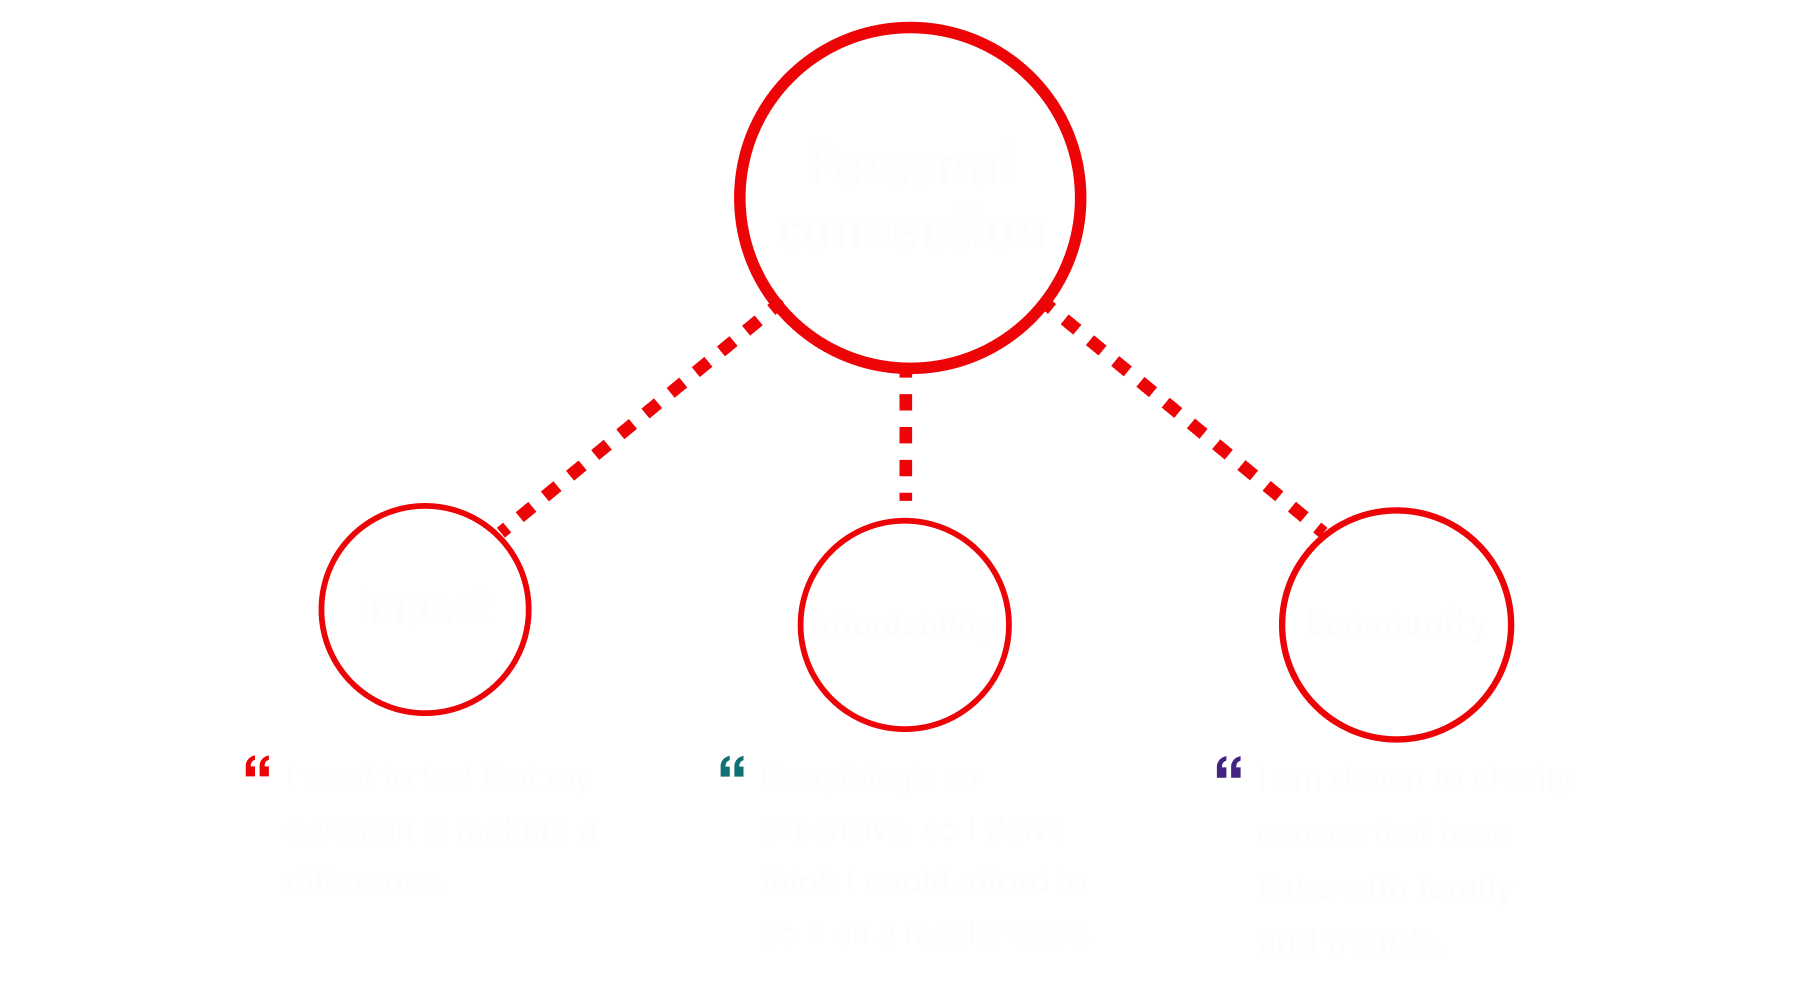 Personal
connection
Impact
Affordability
Community
“ I want to feel that my
donation is making a
difference.
“ Everything's so
expensive, so I don't
think I could afford to
do it on a regular basis.
“ I am drawn to charity
causes that have
links with family
and friends.